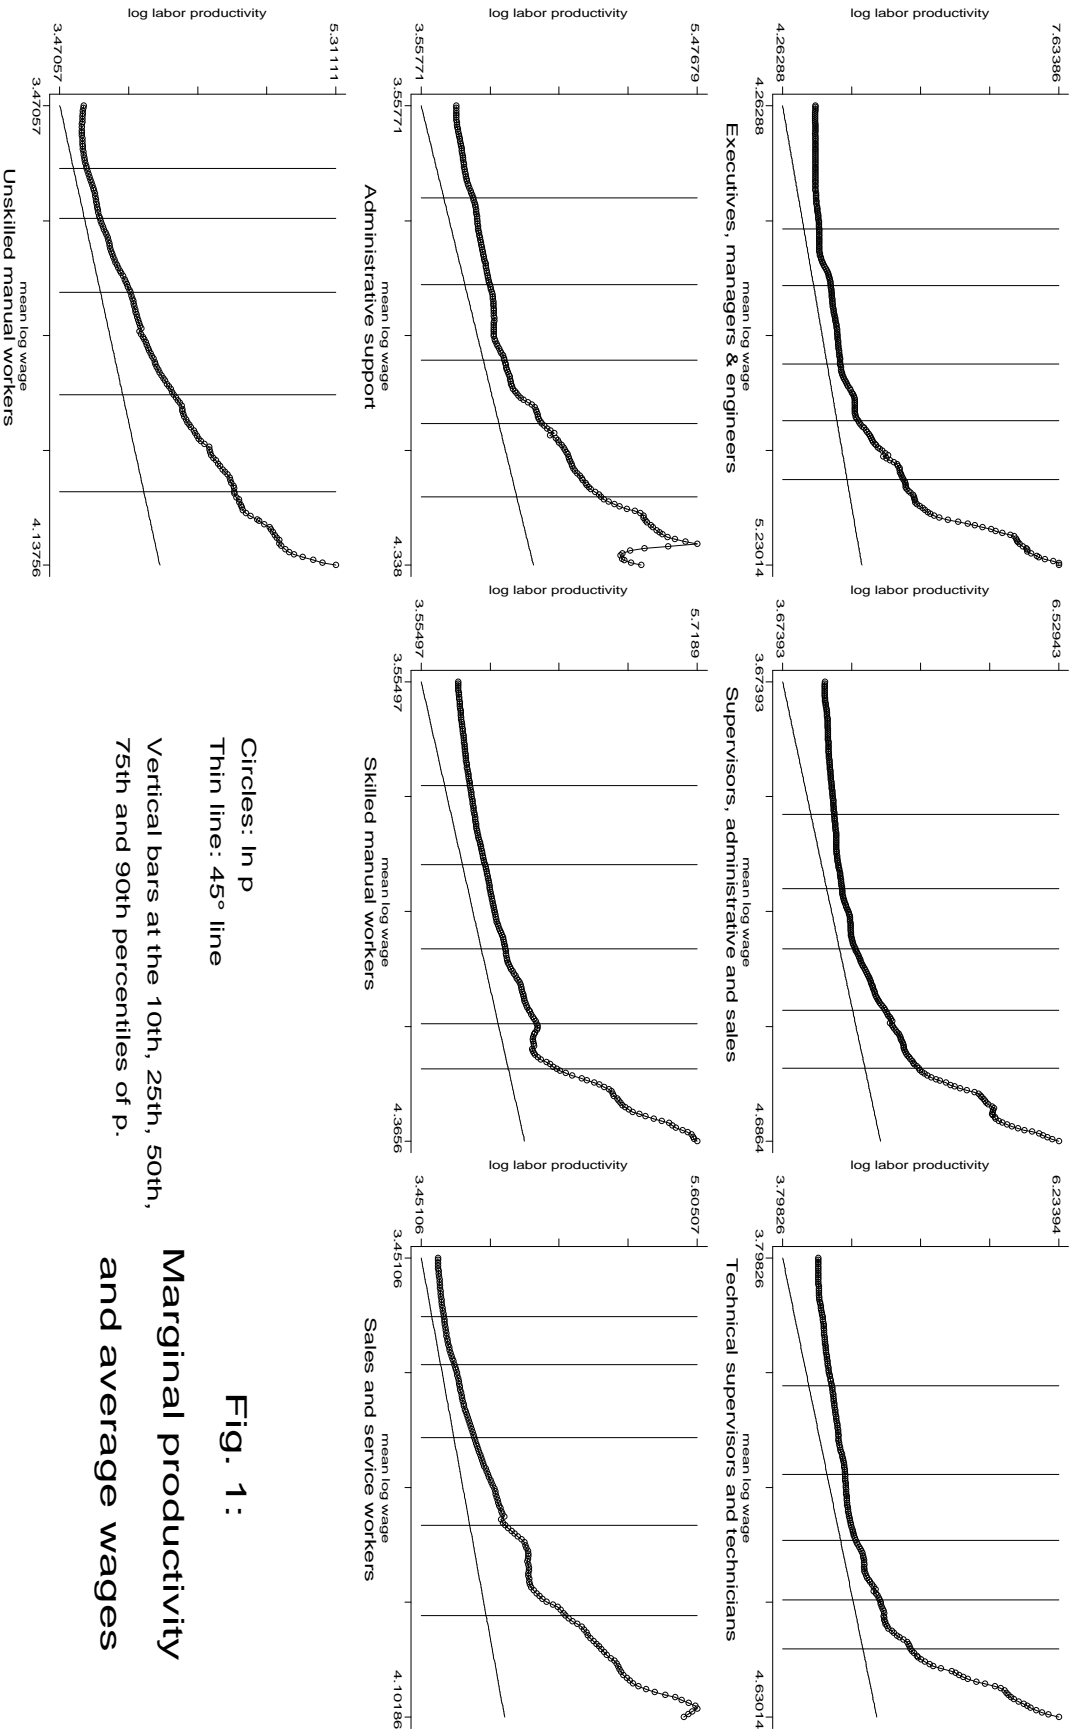 log labor productivity
7.63386
4.26288
4.26288
5.23014
mean log wage
Executives, managers & engineers
log labor productivity
6.52943
3.67393
3.67393
4.6864
mean log wage
Supervisors, administrative and sales
log labor productivity
6.23394
3.79826
3.79826
4.63014
mean log wage
Technical supervisors and technicians
log labor productivity
5.47679
3.55771
3.55771
4.338
mean log wage
Administrative support
log labor productivity
5.7189
3.55497
3.55497
4.3656
mean log wage
Skilled manual workers
log labor productivity
5.60507
3.45106
3.45106
4.10186
mean log wage
Sales and service workers
log labor productivity
5.31111
3.47057
3.47057
4.13756
mean log wage
Unskilled manual workers
Circles: ln p
Thin line: 45° line
Vertical bars at the 10th, 25th, 50th,
75th and 90th percentiles of p.
Fig. 1:
Marginal productivity
and average wages